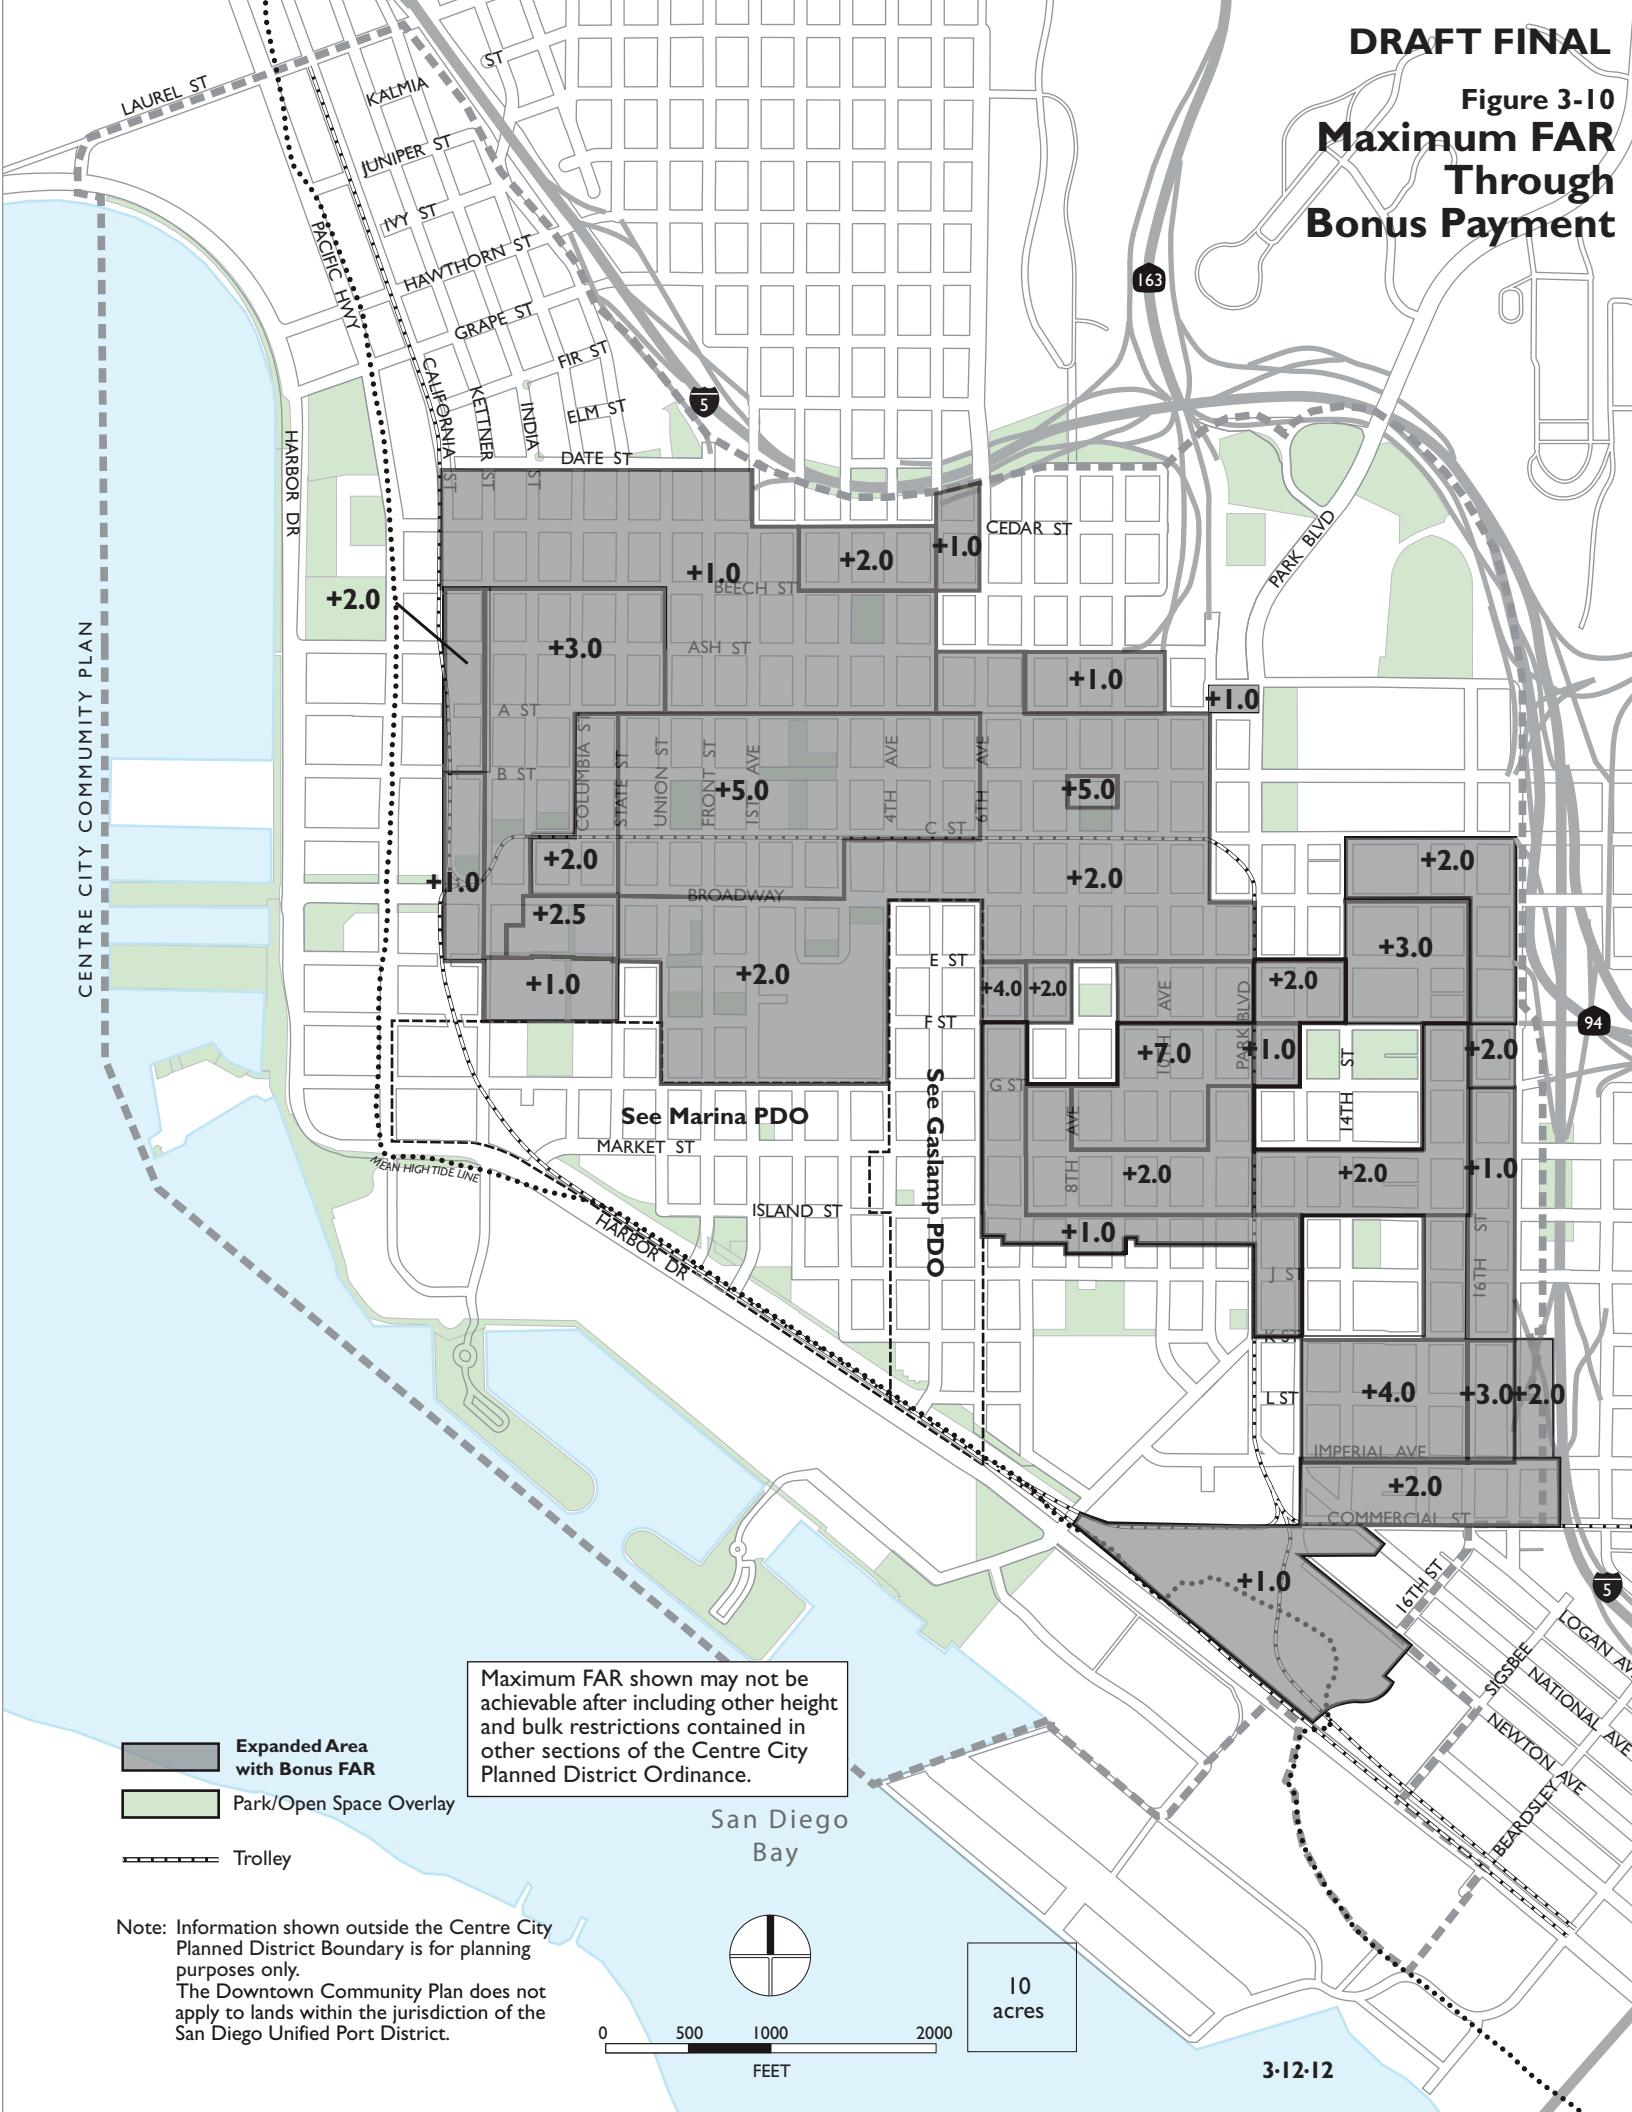 DRAFT FINAL
Figure 3-10
Maximum FAR
Through
Bonus Payment
LAUREL ST
KALMIA
ST
JUNIPER ST
IVY ST
HAWTHORN ST
GRAPE ST
FIR ST
ELM ST
DATE ST
PACIFIC HWY
CALIFORNIA
ST
KETTNER
ST
INDIA
ST
HARBOR DR
163
5
CEDAR ST
PARK BLVD
+1.0
+2.0
+1.0
BEECH ST
+2.0
+3.0
ASH ST
+1.0
+1.0
A ST
B ST
COLUMBIA ST
STATE ST
UNION ST
FRONT ST
1ST AVE
4TH AVE
6TH AVE
+5.0
+5.0
C ST
+2.0
+1.0
BROADWAY
+2.0
+2.0
+2.5
+3.0
+1.0
+2.0
E ST
+4.0
+2.0
+2.0
10TH AVE
PARK BLVD
F ST
94
+7.0
+1.0
+2.0
14TH ST
G ST
See Marina PDO
See Gaslamp PDO
MARKET ST
8TH AVE
+2.0
+2.0
+1.0
MEAN HIGH TIDE LINE
ISLAND ST
HARBOR DR
+1.0
16TH ST
J ST
K ST
L ST
+4.0
+3.0
+2.0
IMPERIAL AVE
+2.0
COMMERCIAL ST
+1.0
16TH ST
5
SIGSBEE
LOGAN AV
NATIONAL AVE
NEWTON AVE
BEARDSLEY
CENTRE CITY COMMUNITY PLAN
Maximum FAR shown may not be
achievable after including other height
and bulk restrictions contained in
other sections of the Centre City
Planned District Ordinance.
Expanded Area
with Bonus FAR
Park/Open Space Overlay
Trolley
San Diego
Bay
Note: Information shown outside the Centre City
Planned District Boundary is for planning
purposes only.
The Downtown Community Plan does not
apply to lands within the jurisdiction of the
San Diego Unified Port District.
0 500 1000 2000
FEET
10
acres
3·12·12